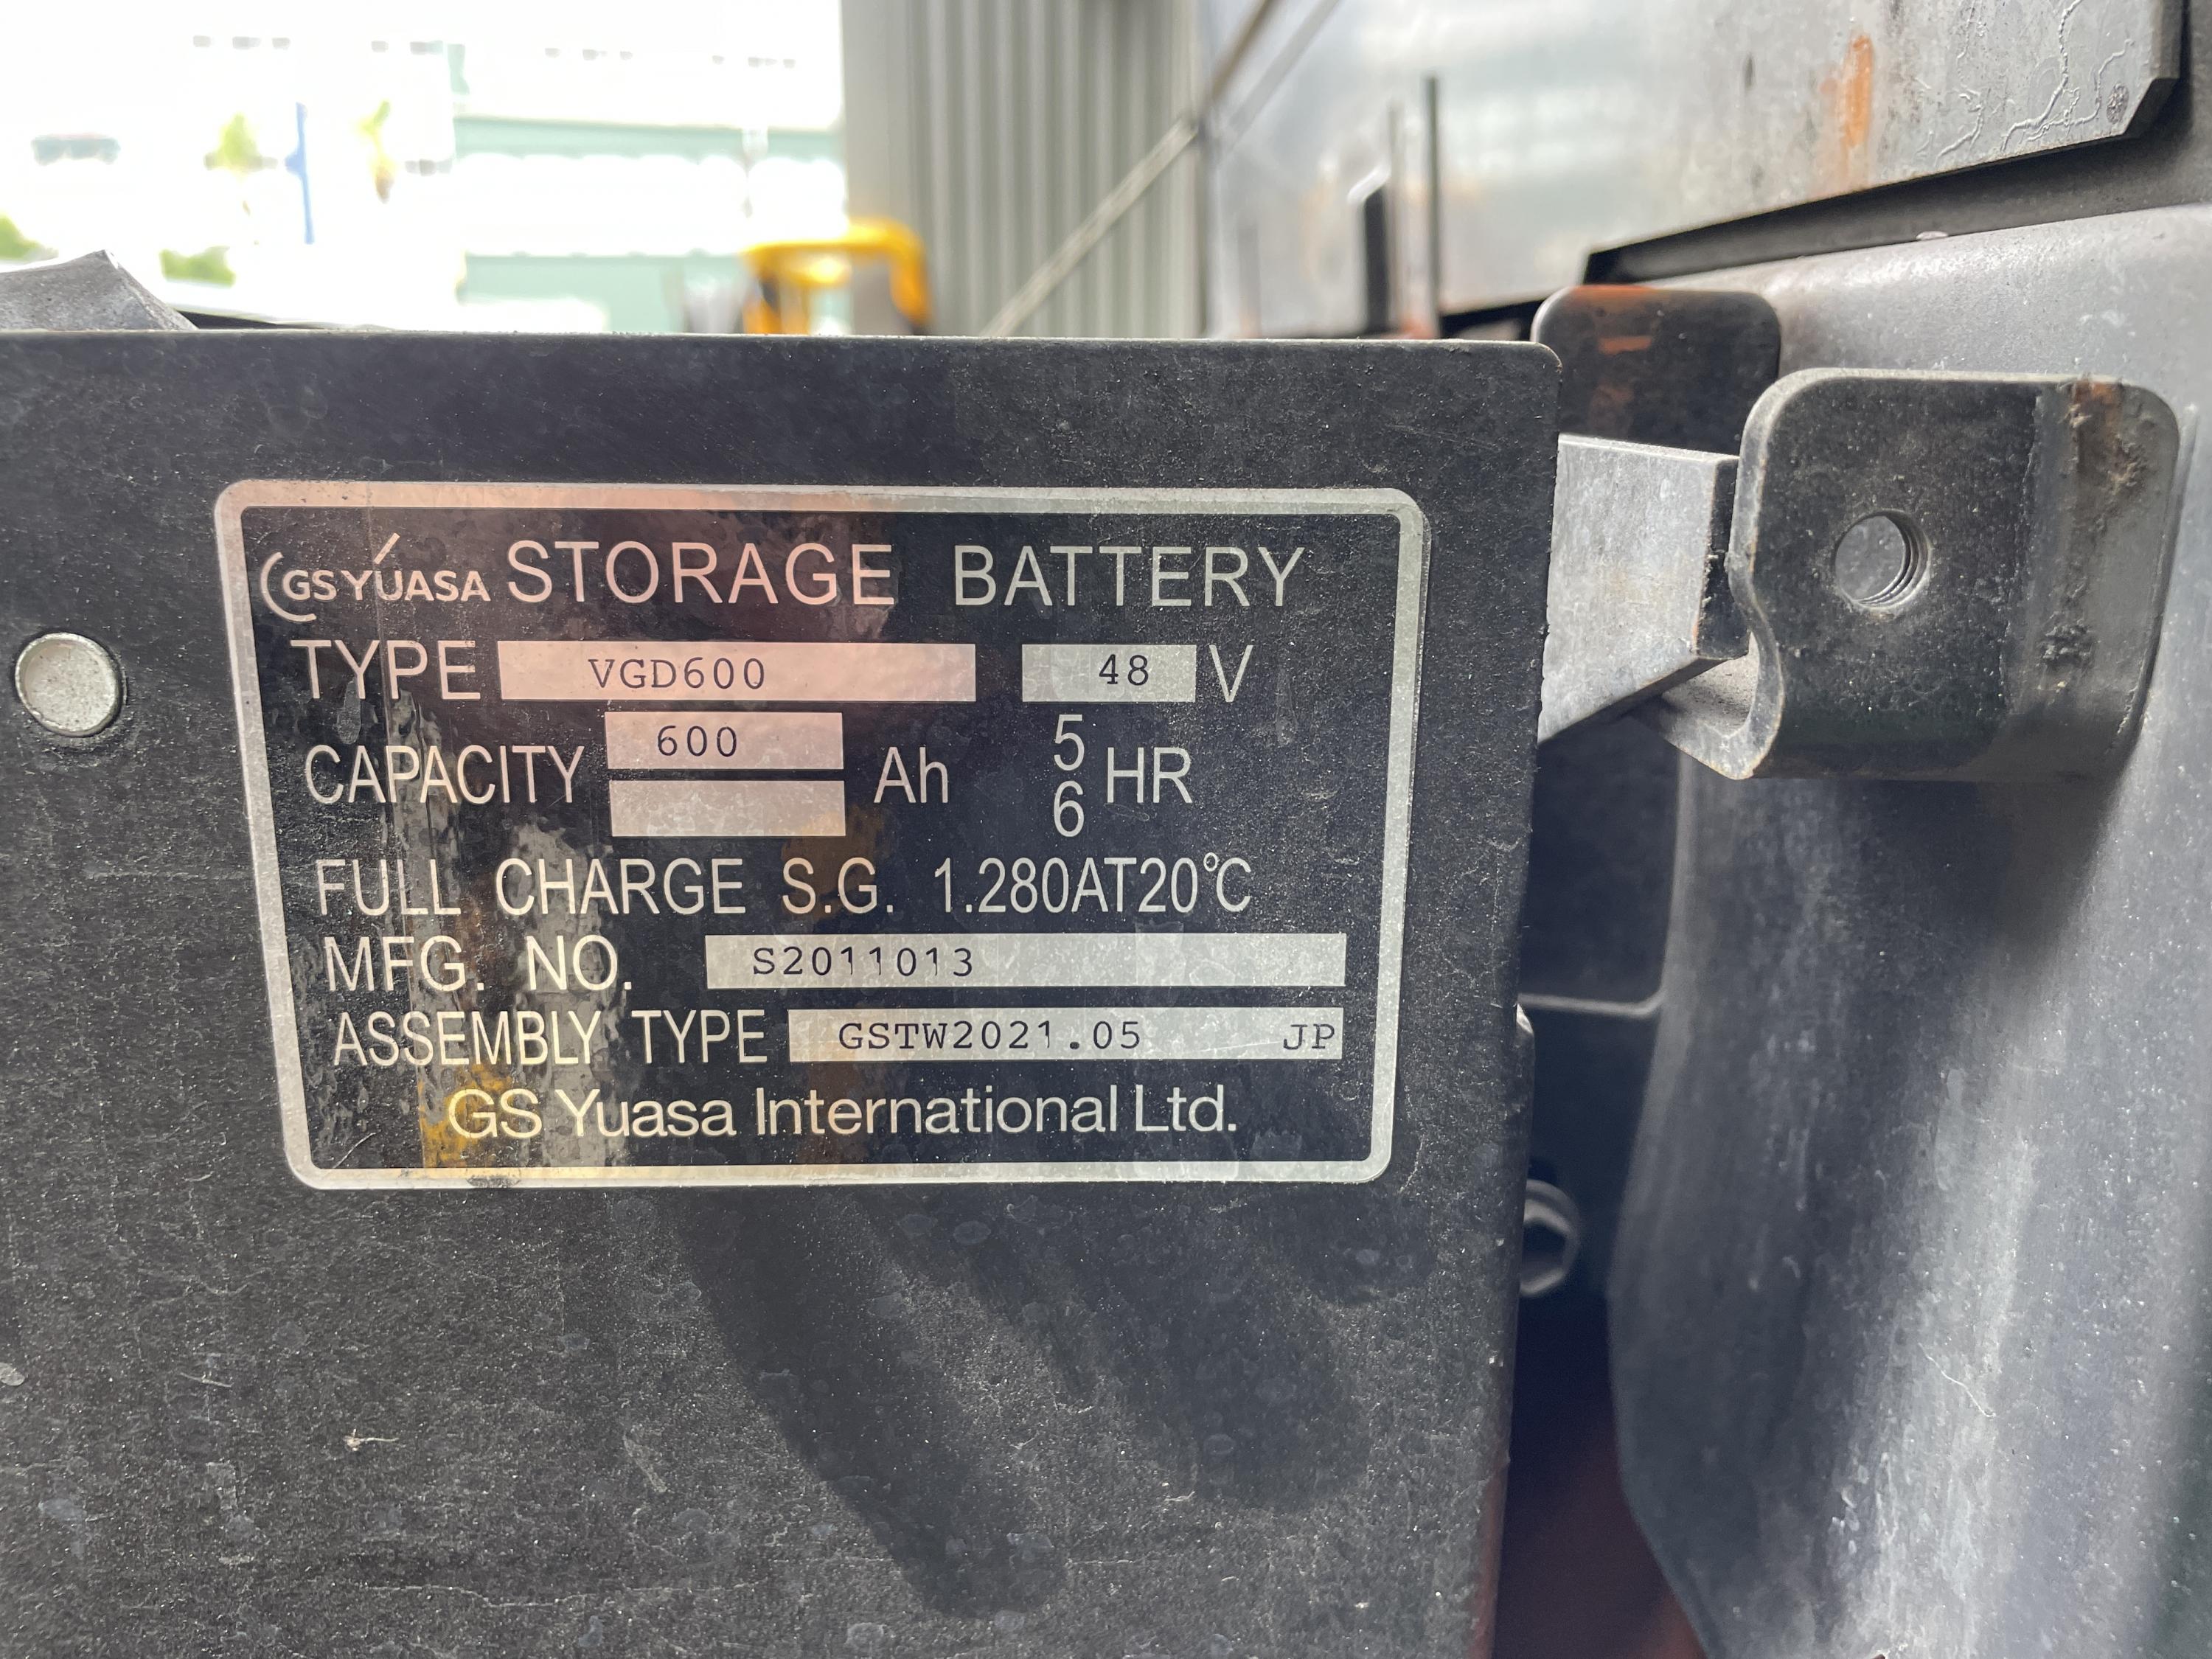 GS YUASA STORAGE BATTERY
TYPE VGD600 48 V
CAPACITY 600 Ah 5 HR
6
FULL CHARGE S.G. 1.280AT20℃
MFG. NO. S2011013
ASSEMBLY TYPE GSTW2021.05 JP
GS Yuasa International Ltd.